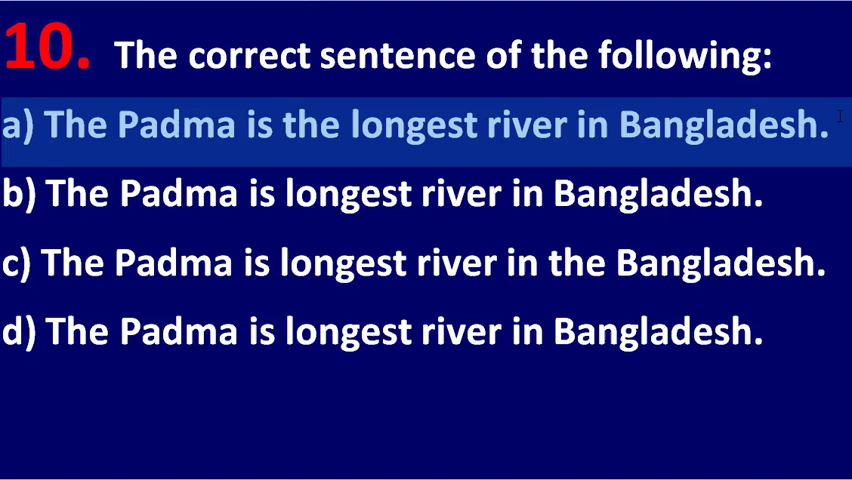 10. The correct sentence of the following:
a) The Padma is the longest river in Bangladesh.
b) The Padma is longest river in Bangladesh.
c) The Padma is longest river in the Bangladesh.
d) The Padma is longest river in Bangladesh.